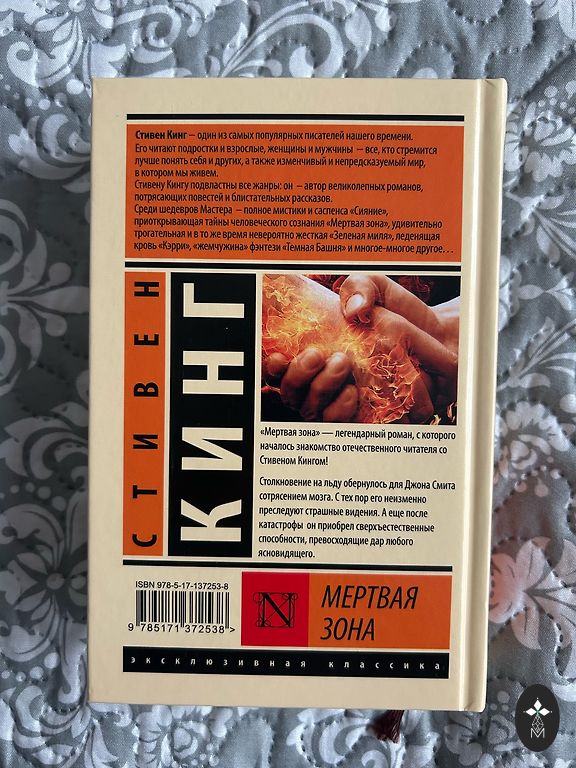 Стивен Кинг – один из самых популярных писателей нашего времени.
Его читают подростки и взрослые, женщины и мужчины – все, кто стремится
лучше понять себя и других, а также изменчивый и непредсказуемый мир,
в котором мы живем.
Стивену Кингу подвластны все жанры: он – автор великолепных романов,
потрясающих повестей и блистательных рассказов.
Среди шедевров Мастера – полное мистики и саспенса «Сияние»,
приоткрывающая тайны человеческого сознания «Мертвая зона», удивительно
трогательная и в то же время невероятно жесткая «Зеленая миля», леденящая
кровь «Кэрри», «жемчужина» фэнтези «Темная Башня» и многое-многое другое…
СТИВЕН
КИНГ
«Мертвая зона» — легендарный роман, с которого
началось знакомство отечественного читателя со
Стивеном Кингом!
Столкновение на льду обернулось для Джона Смита
сотрясением мозга. С тех пор его неизменно
преследуют страшные видения. А еще после
катастрофы он приобрел сверхъестественные
способности, превосходящие дар любого
ясновидящего.
ISBN 978-5-17-137253-8
9 785171 372538 >
N
МЕРТВАЯ
ЗОНА
эксклюзивная классика
M